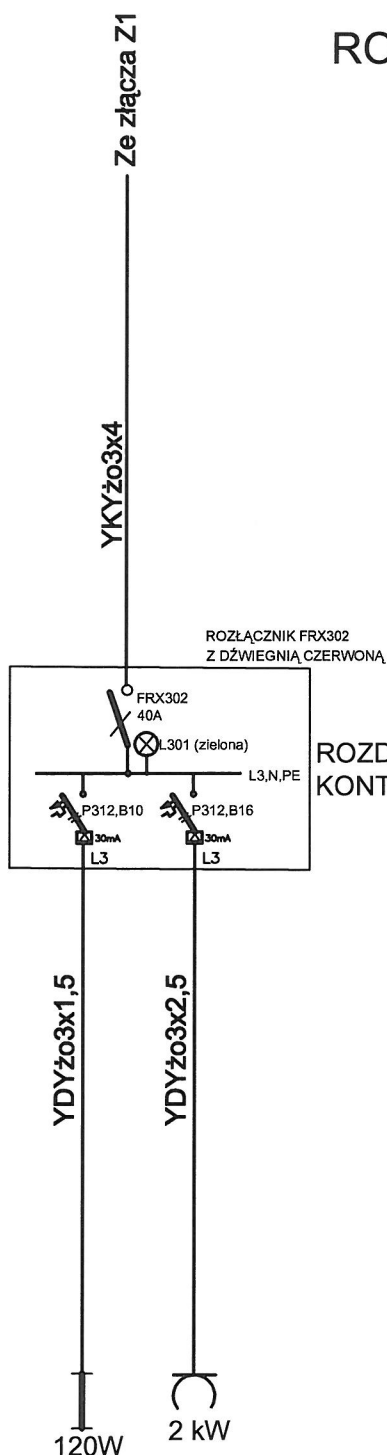 RO
Ze złącza Z1
YKYżo3x4
ROZŁĄCZNIK FRX302
Z DŹWIEGNIĄ CZERWONĄ
FRX302
40A
L301 (zielona)
ROZD
KONT
L3,N,PE
P312,B10
P312,B16
30mA
30mA
L3
L3
YDYżo3x1,5
YDYżo3x2,5
120W
2 kW